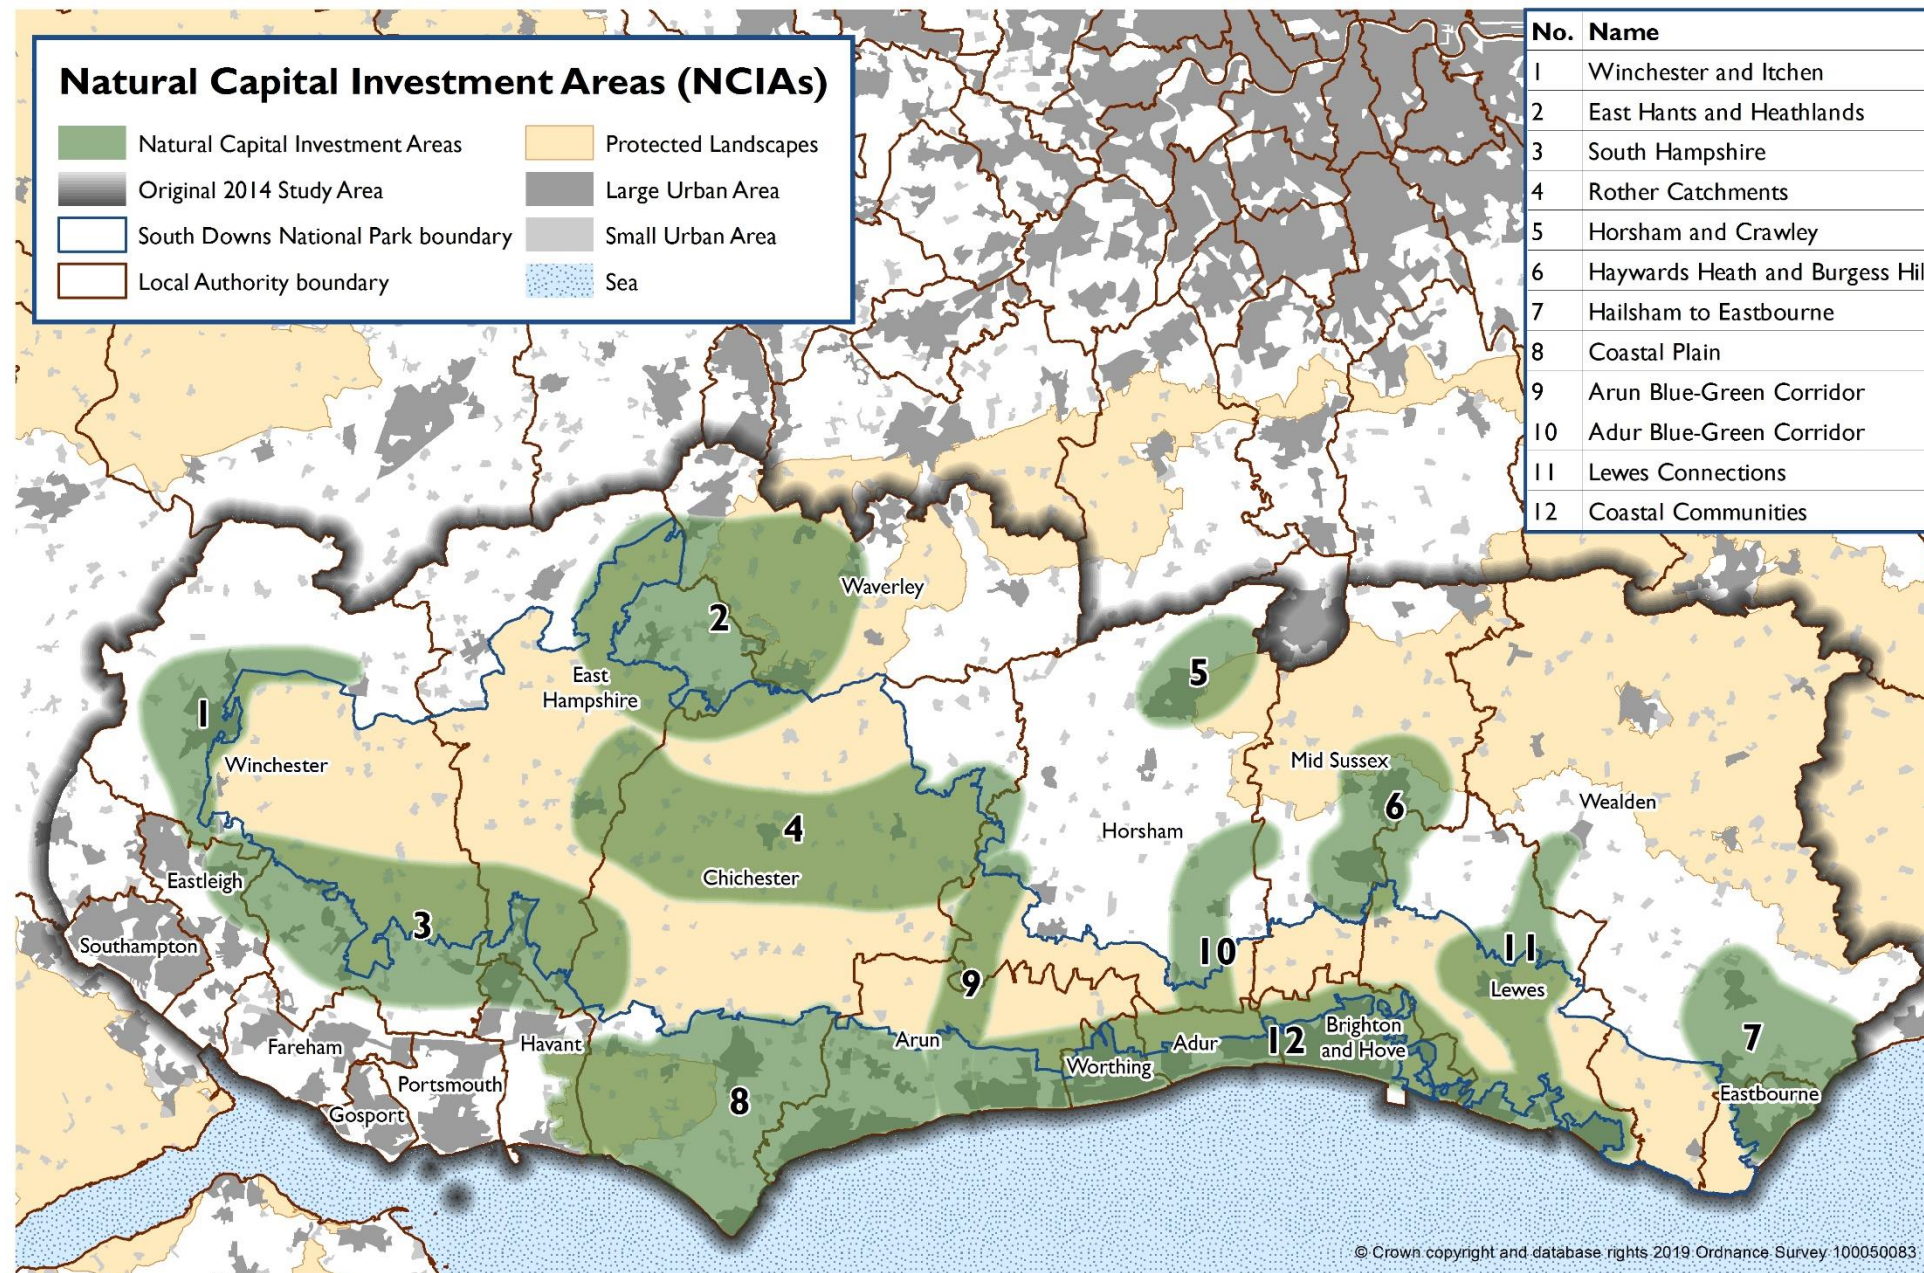 Natural Capital Investment Areas (NCIAs)
Natural Capital Investment Areas
Protected Landscapes
Original 2014 Study Area
Large Urban Area
South Downs National Park boundary
Small Urban Area
Local Authority boundary
Sea
No. Name
1 Winchester and Itchen
2 East Hants and Heathlands
3 South Hampshire
4 Rother Catchments
5 Horsham and Crawley
6 Haywards Heath and Burgess Hil
7 Hailsham to Eastbourne
8 Coastal Plain
9 Arun Blue-Green Corridor
10 Adur Blue-Green Corridor
11 Lewes Connections
12 Coastal Communities
Waverley
2
5
East
Hampshire
1
Winchester
Mid Sussex
Wealden
6
4
Horsham
Chichester
Eastleigh
3
Southampton
10
11
9
Lewes
Fareham
Havant
Arun
Adur
12
Brighton
and Hove
7
Worthing
Portsmouth
Gosport
8
Eastbourne
© Crown copyright and database rights 2019 Ordnance Survey 100050083